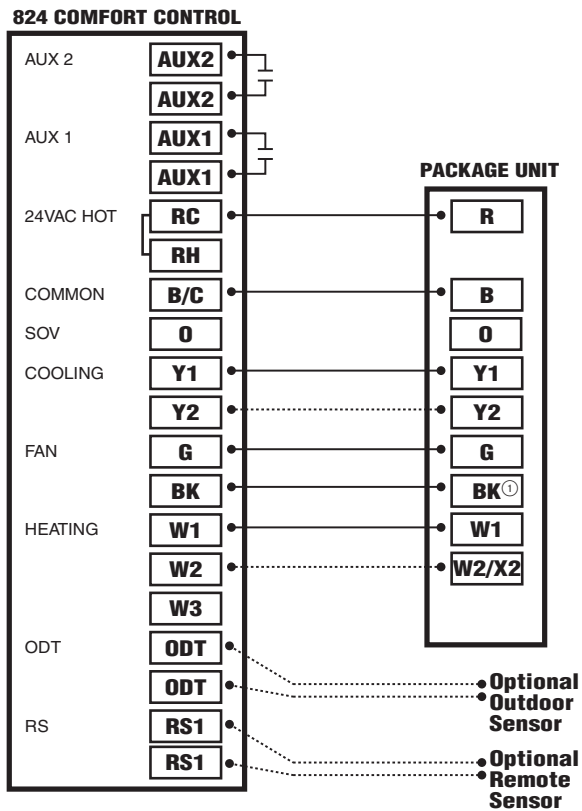 824 COMFORT CONTROL
AUX 2 AUX2
AUX2
AUX 1 AUX1
AUX1
PACKAGE UNIT
24VAC HOT RC R
RH
COMMON B/C B
SOV O O
COOLING Y1 Y1
Y2 Y2
FAN G G
BK BK①
HEATING W1 W1
W2 W2/X2
W3
ODT ODT
ODT
Optional
Outdoor
Sensor
RS RS1
RS1
Optional
Remote
Sensor